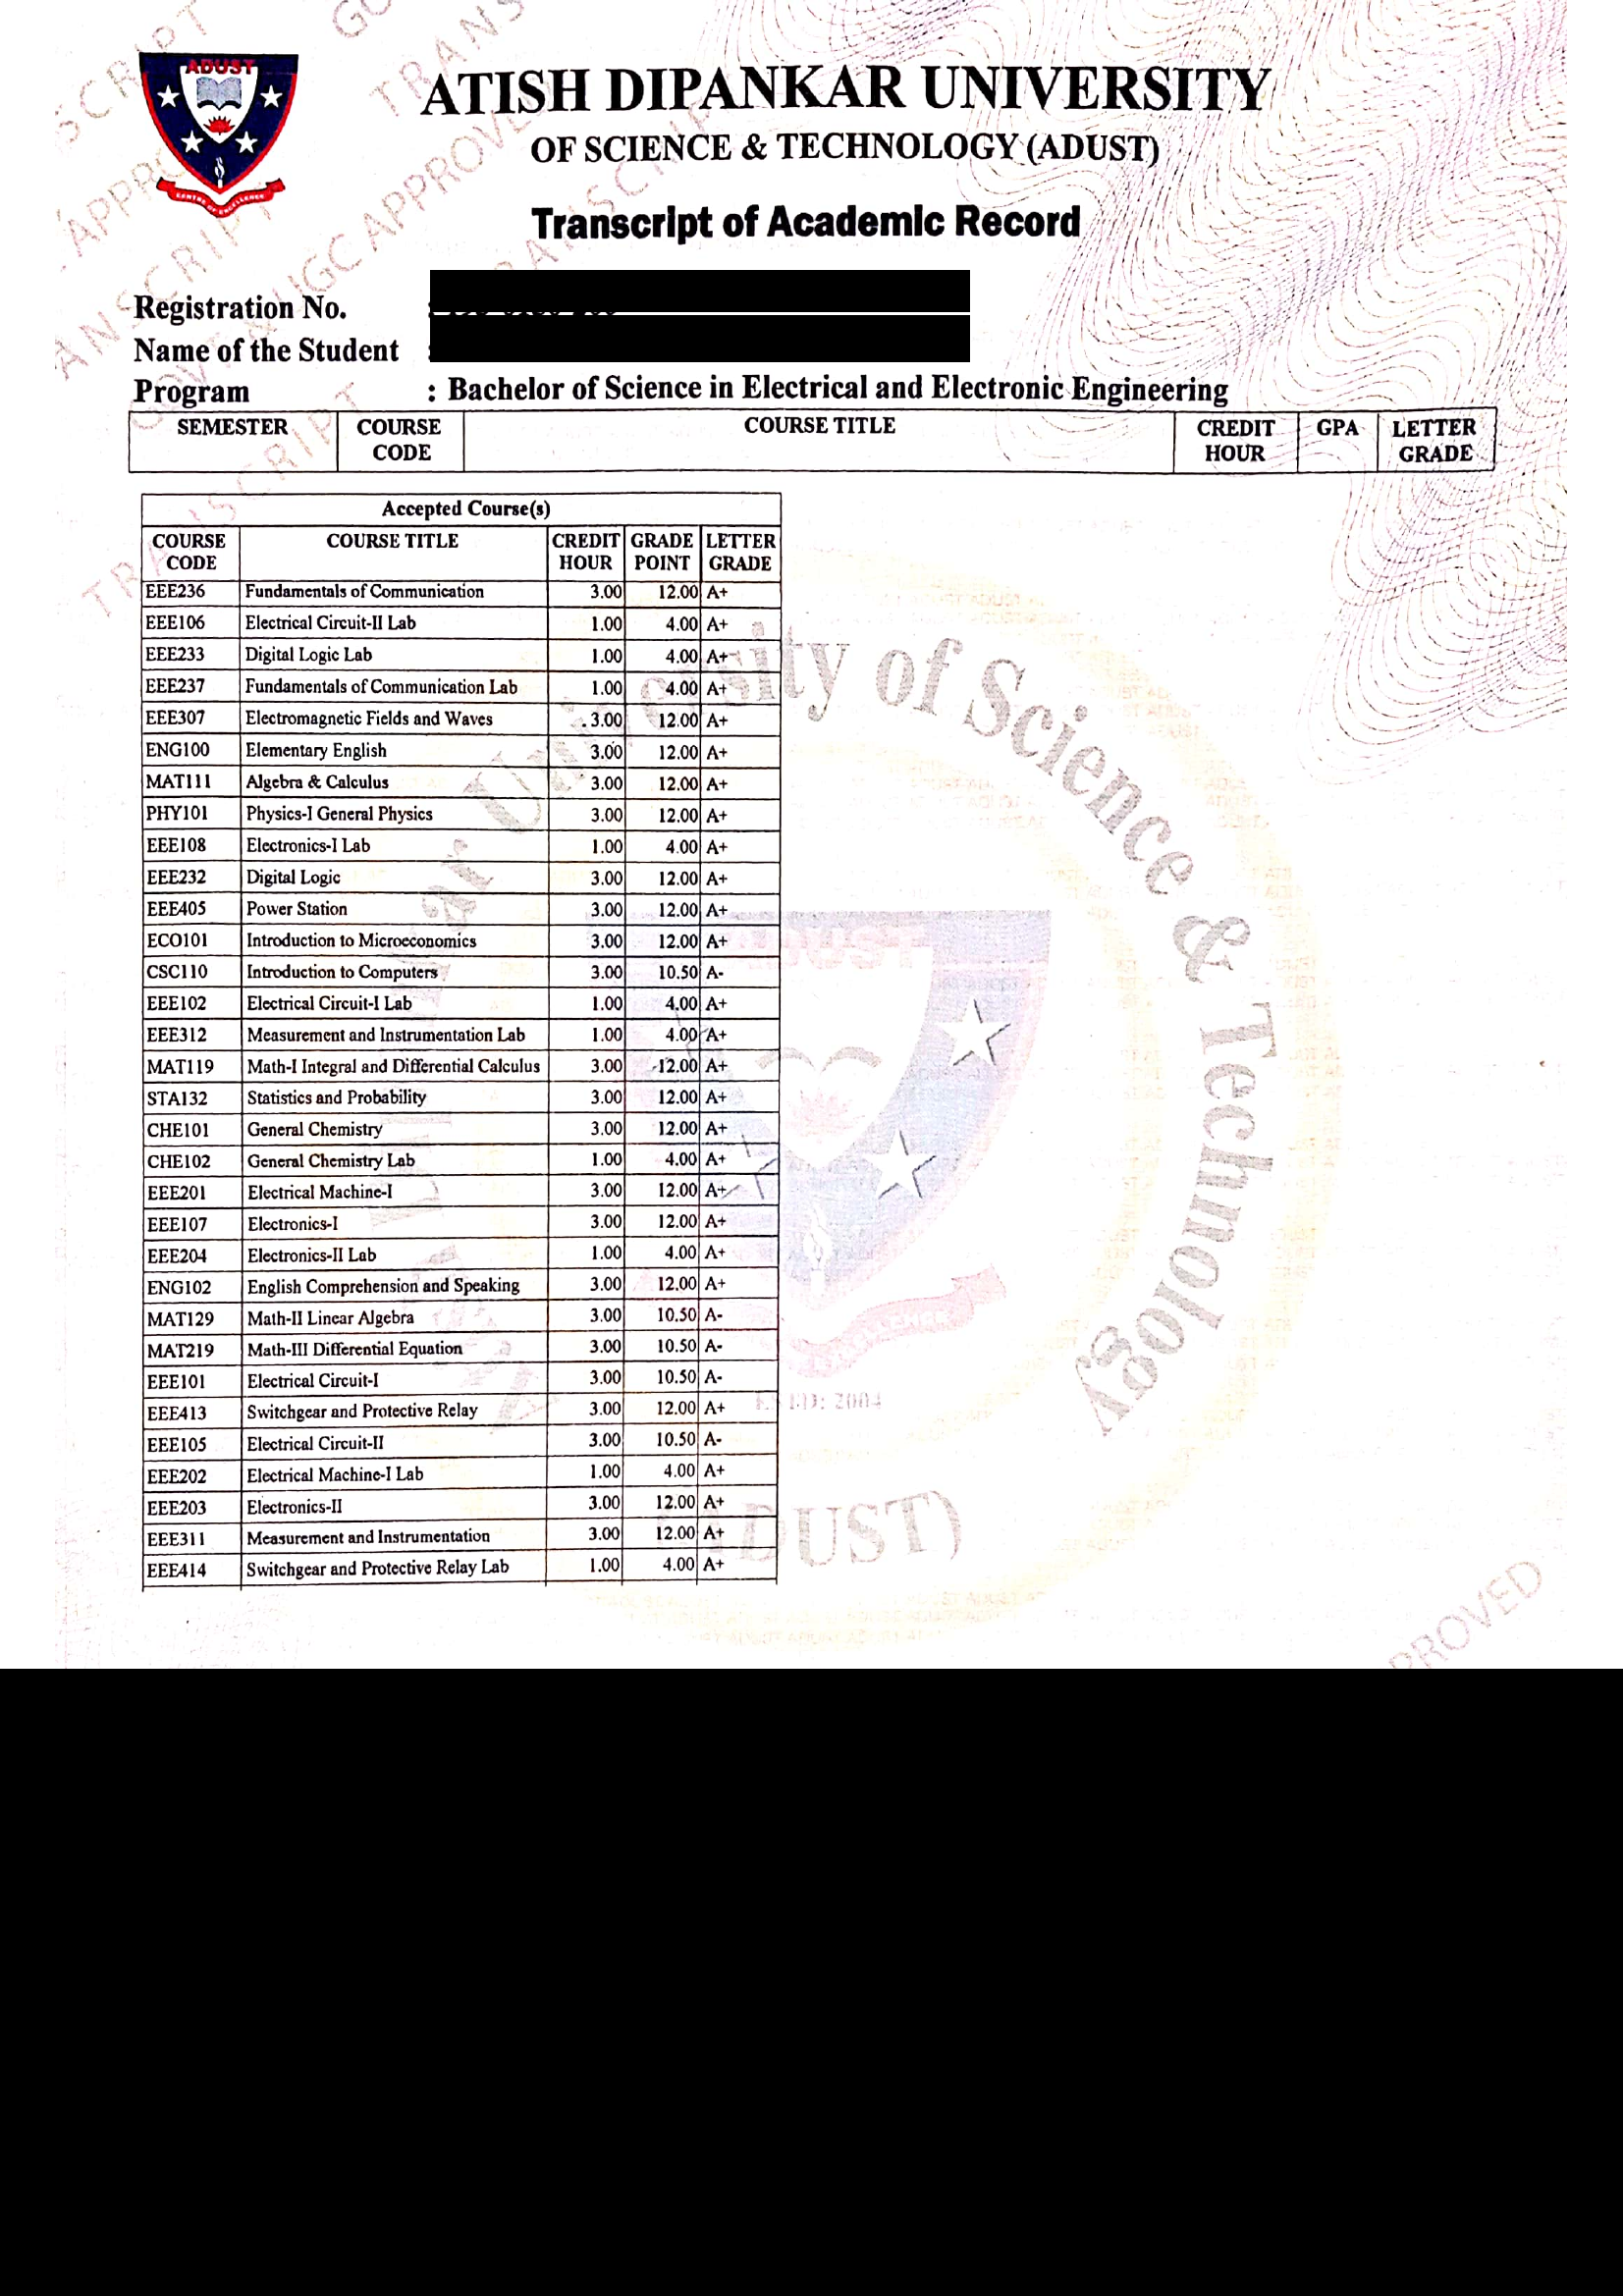 ADUST
CENTRE OF EXCELLENCE
ATISH DIPANKAR UNIVERSITY
OF SCIENCE & TECHNOLOGY (ADUST)
Transcript of Academic Record
Registration No. :
Name of the Student :
Program : Bachelor of Science in Electrical and Electronic Engineering
SEMESTER COURSE CODE COURSE TITLE CREDIT HOUR GPA LETTER GRADE
Accepted Course(s)
COURSE CODE COURSE TITLE CREDIT HOUR GRADE POINT LETTER GRADE
EEE236 Fundamentals of Communication 3.00 12.00 A+
EEE106 Electrical Circuit-II Lab 1.00 4.00 A+
EEE233 Digital Logic Lab 1.00 4.00 A+
EEE237 Fundamentals of Communication Lab 1.00 4.00 A+
EEE307 Electromagnetic Fields and Waves 3.00 12.00 A+
ENG100 Elementary English 3.00 12.00 A+
MAT111 Algebra & Calculus 3.00 12.00 A+
PHY101 Physics-I General Physics 3.00 12.00 A+
EEE108 Electronics-I Lab 1.00 4.00 A+
EEE232 Digital Logic 3.00 12.00 A+
EEE405 Power Station 3.00 12.00 A+
ECO101 Introduction to Microeconomics 3.00 12.00 A+
CSC110 Introduction to Computers 3.00 10.50 A-
EEE102 Electrical Circuit-I Lab 1.00 4.00 A+
EEE312 Measurement and Instrumentation Lab 1.00 4.00 A+
MAT119 Math-I Integral and Differential Calculus 3.00 12.00 A+
STA132 Statistics and Probability 3.00 12.00 A+
CHE101 General Chemistry 3.00 12.00 A+
CHE102 General Chemistry Lab 1.00 4.00 A+
EEE201 Electrical Machine-I 3.00 12.00 A+
EEE107 Electronics-I 3.00 12.00 A+
EEE204 Electronics-II Lab 1.00 4.00 A+
ENG102 English Comprehension and Speaking 3.00 12.00 A+
MAT129 Math-II Linear Algebra 3.00 10.50 A-
MAT219 Math-III Differential Equation 3.00 10.50 A-
EEE101 Electrical Circuit-I 3.00 10.50 A-
EEE413 Switchgear and Protective Relay 3.00 12.00 A+
EEE105 Electrical Circuit-II 3.00 10.50 A-
EEE202 Electrical Machine-I Lab 1.00 4.00 A+
EEE203 Electronics-II 3.00 12.00 A+
EEE311 Measurement and Instrumentation 3.00 12.00 A+
EEE414 Switchgear and Protective Relay Lab 1.00 4.00 A+
of Science & Technology